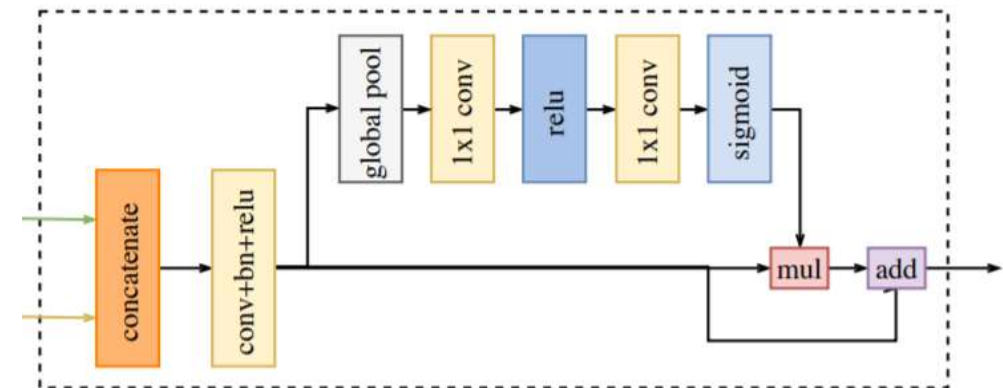 global pool
1x1 conv
relu
1x1 conv
sigmoid
concatenate
conv+bn+relu
mul
add